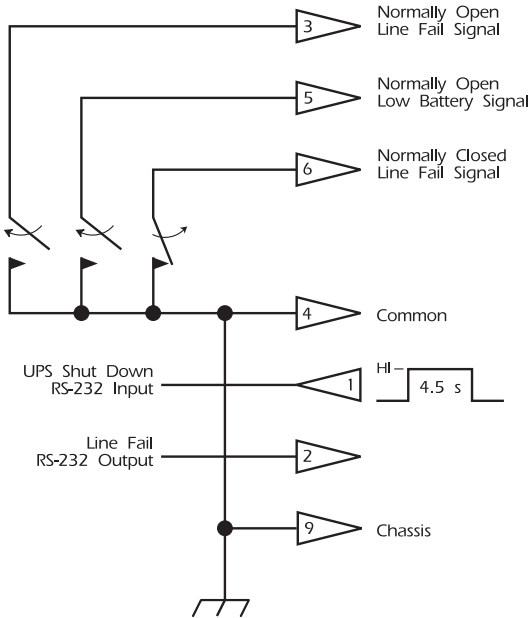 3
Normally Open
Line Fail Signal
5
Normally Open
Low Battery Signal
6
Normally Closed
Line Fail Signal
4
Common
UPS Shut Down
RS-232 Input
1
HI
4.5 s
Line Fail
RS-232 Output
2
9
Chassis